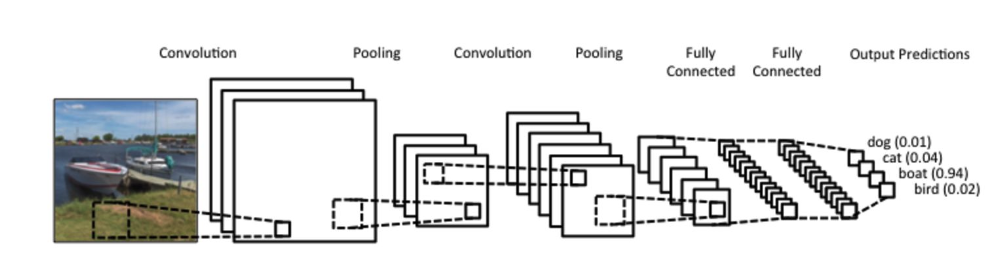 Convolution
Pooling
Convolution
Pooling
Fully
Connected
Fully
Connected
Output Predictions
dog (0.01)
cat (0.04)
boat (0.94)
bird (0.02)